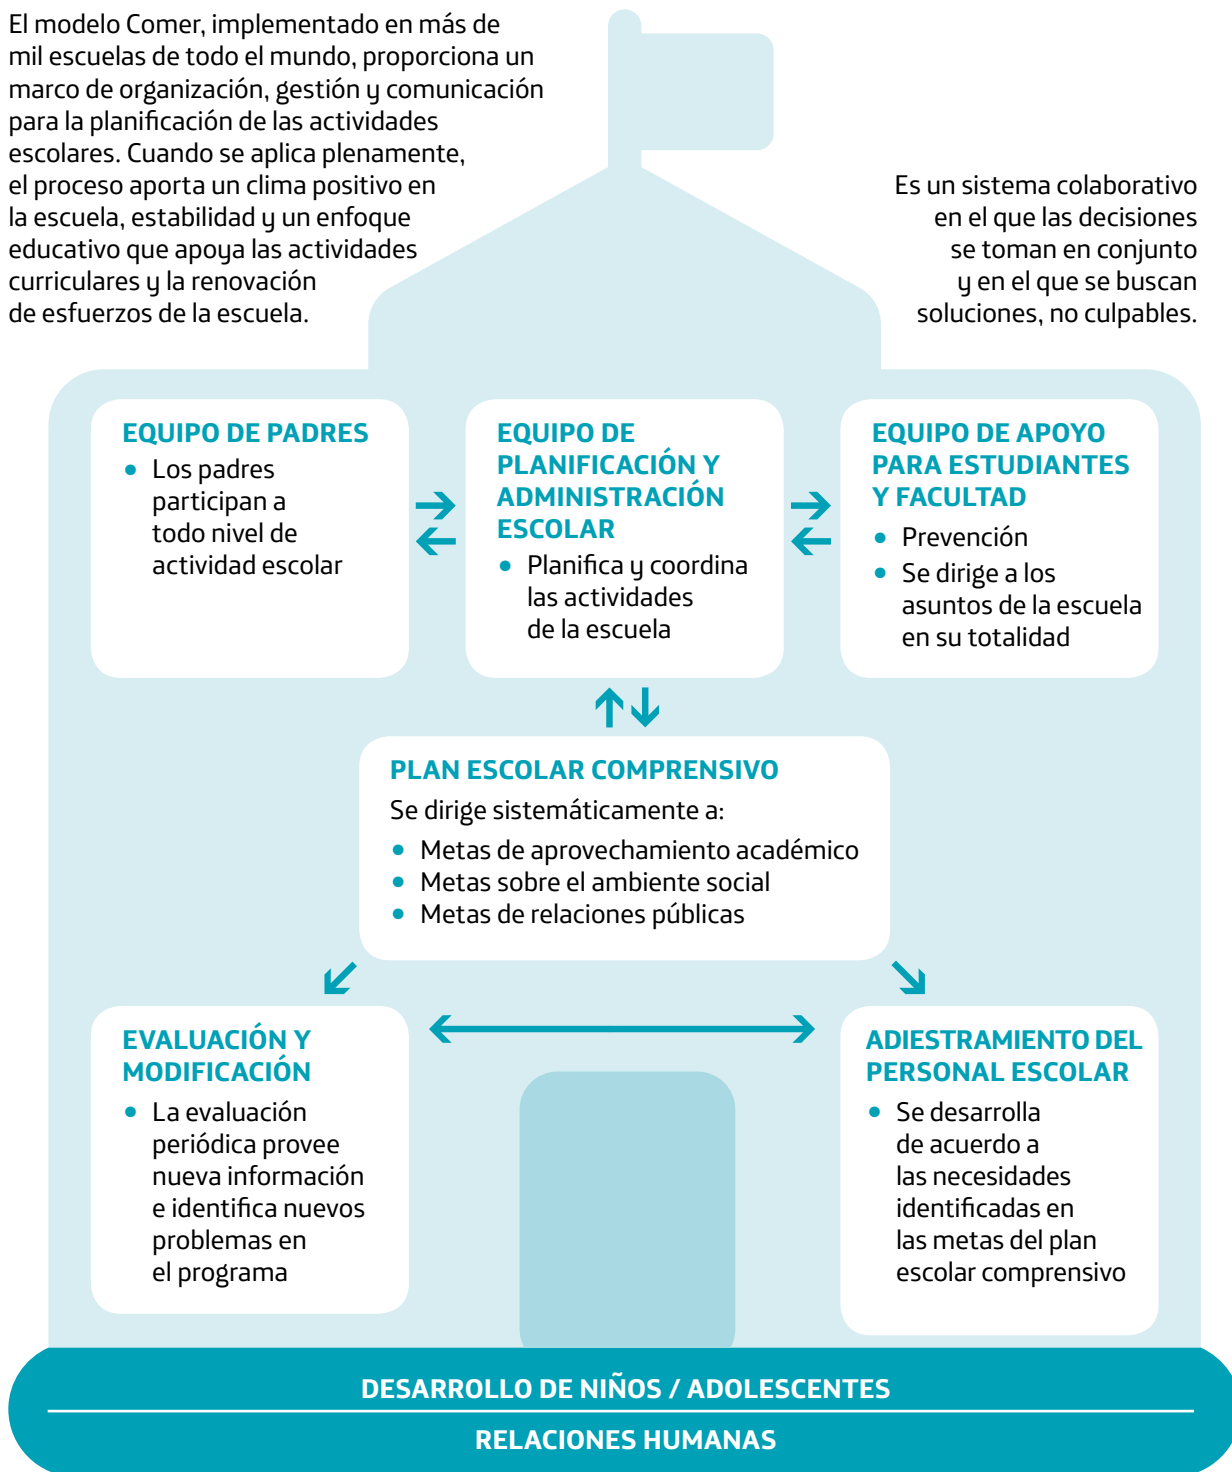 El modelo Comer, implementado en más de
mil escuelas de todo el mundo, proporciona un
marco de organización, gestión y comunicación
para la planificación de las actividades
escolares. Cuando se aplica plenamente,
el proceso aporta un clima positivo en
la escuela, estabilidad y un enfoque
educativo que apoya las actividades
curriculares y la renovación
de esfuerzos de la escuela.
Es un sistema colaborativo
en el que las decisiones
se toman en conjunto
y en el que se buscan
soluciones, no culpables.
EQUIPO DE PADRES
• Los padres
participan a
todo nivel de
actividad escolar
EQUIPO DE
PLANIFICACIÓN Y
ADMINISTRACIÓN
ESCOLAR
• Planifica y coordina
las actividades
de la escuela
EQUIPO DE APOYO
PARA ESTUDIANTES
Y FACULTAD
• Prevención
• Se dirige a los
asuntos de la escuela
en su totalidad
PLAN ESCOLAR COMPRENSIVO
Se dirige sistemáticamente a:
• Metas de aprovechamiento académico
• Metas sobre el ambiente social
• Metas de relaciones públicas
EVALUACIÓN Y
MODIFICACIÓN
• La evaluación
periódica provee
nueva información
e identifica nuevos
problemas en
el programa
ADIESTRAMIENTO DEL
PERSONAL ESCOLAR
• Se desarrolla
de acuerdo a
las necesidades
identificadas en
las metas del plan
escolar comprensivo
DESARROLLO DE NIÑOS / ADOLESCENTES
RELACIONES HUMANAS